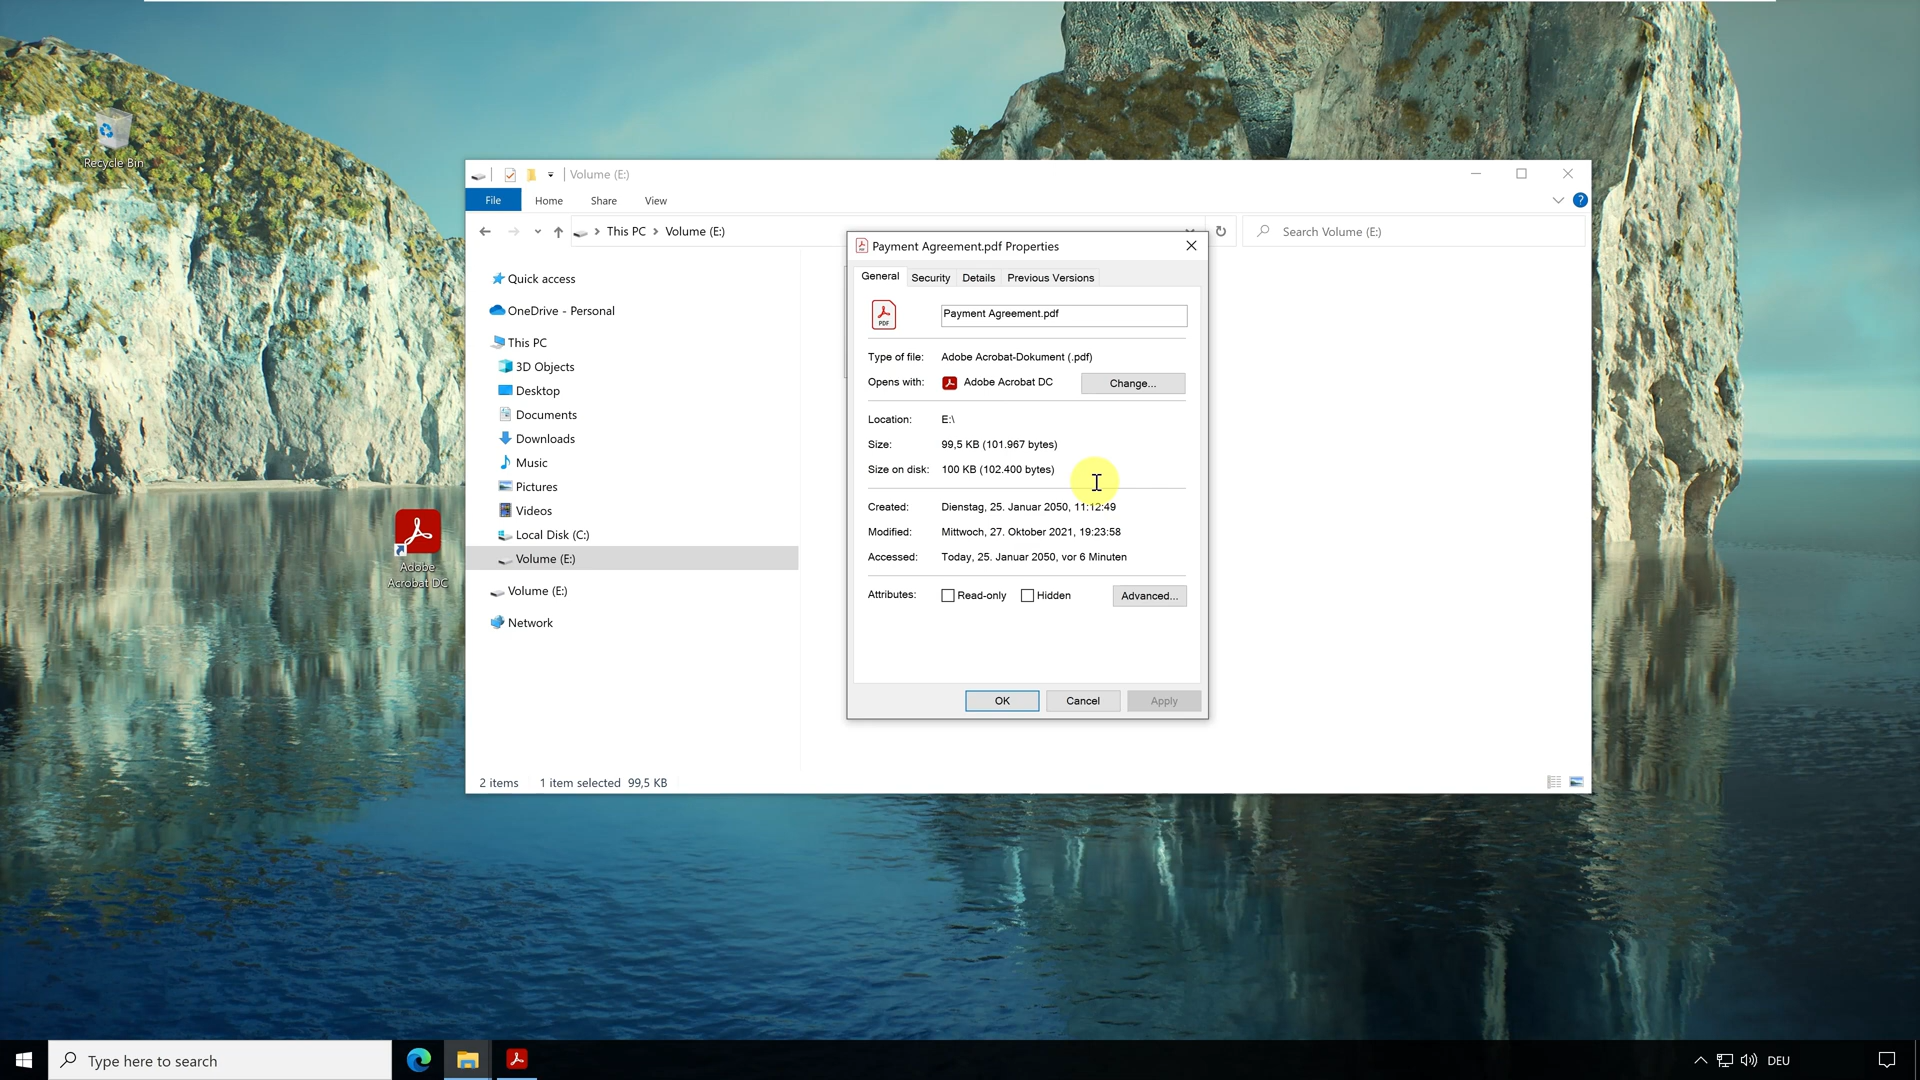 Recycle Bin
Adobe
Acrobat DC
Volume (E:)
File
Home
Share
View
This PC
Volume (E:)
Search Volume (E:)
Quick access
OneDrive - Personal
This PC
3D Objects
Desktop
Documents
Downloads
Music
Pictures
Videos
Local Disk (C:)
Volume (E:)
Volume (E:)
Network
2 items
1 item selected 99,5 KB
Payment Agreement.pdf Properties
General
Security
Details
Previous Versions
PDF
Payment Agreement.pdf
Type of file: Adobe Acrobat-Dokument (.pdf)
Opens with: Adobe Acrobat DC
Change...
Location: E:\
Size: 99,5 KB (101.967 bytes)
Size on disk: 100 KB (102.400 bytes)
Created: Dienstag, 25. Januar 2050, 11:12:49
Modified: Mittwoch, 27. Oktober 2021, 19:23:58
Accessed: Today, 25. Januar 2050, vor 6 Minuten
Attributes: Read-only Hidden
Advanced...
OK
Cancel
Apply
Type here to search
DEU